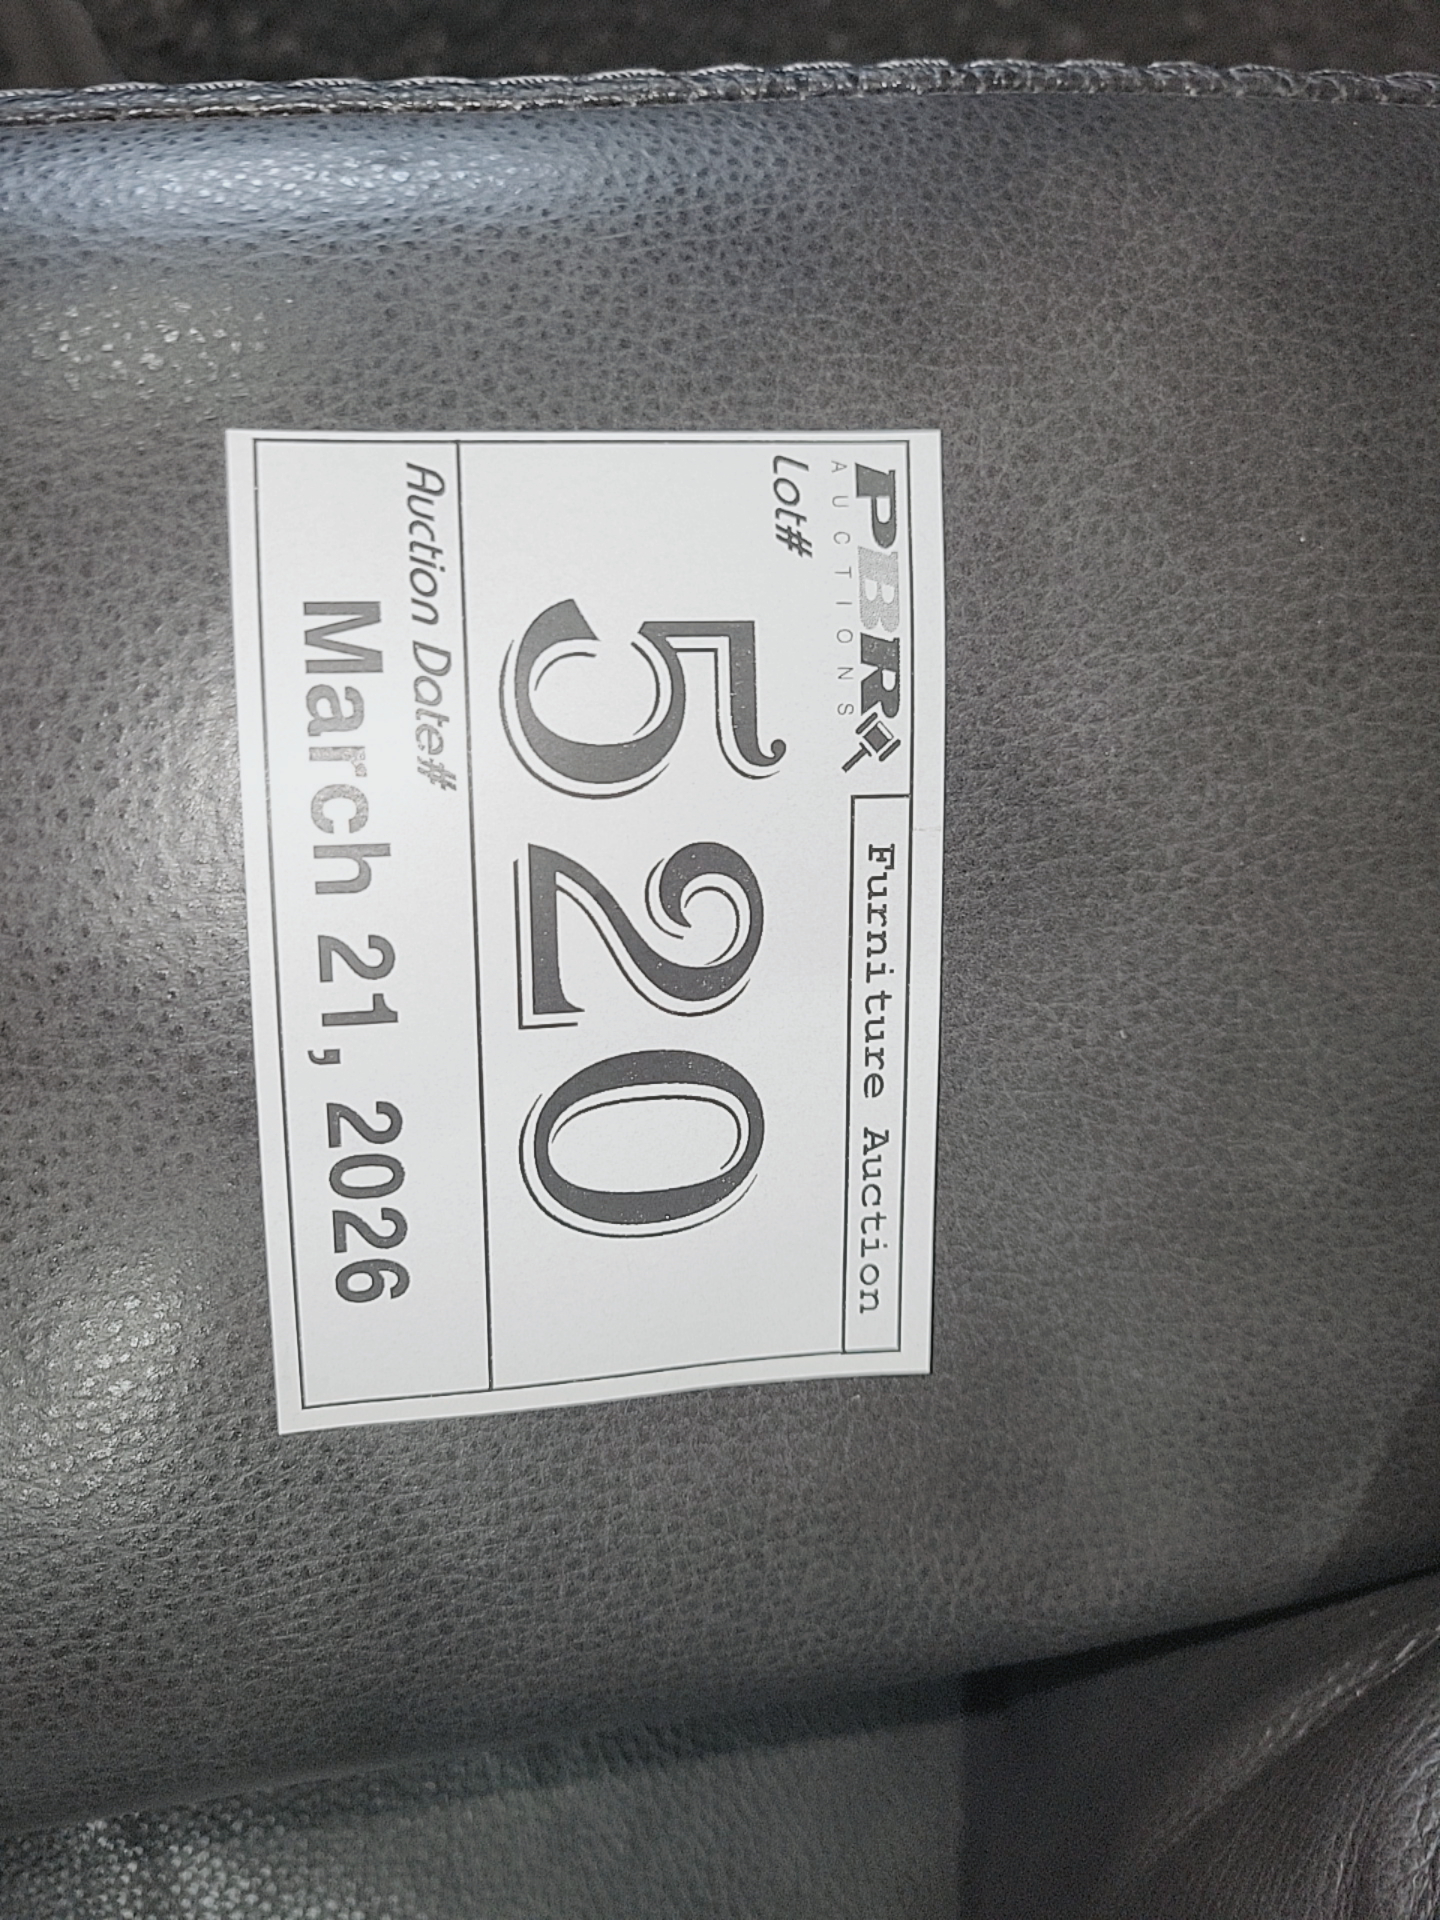 PBR
AUCTIONS
Furniture Auction
Lot#
520
Auction Date#
March 21, 2026